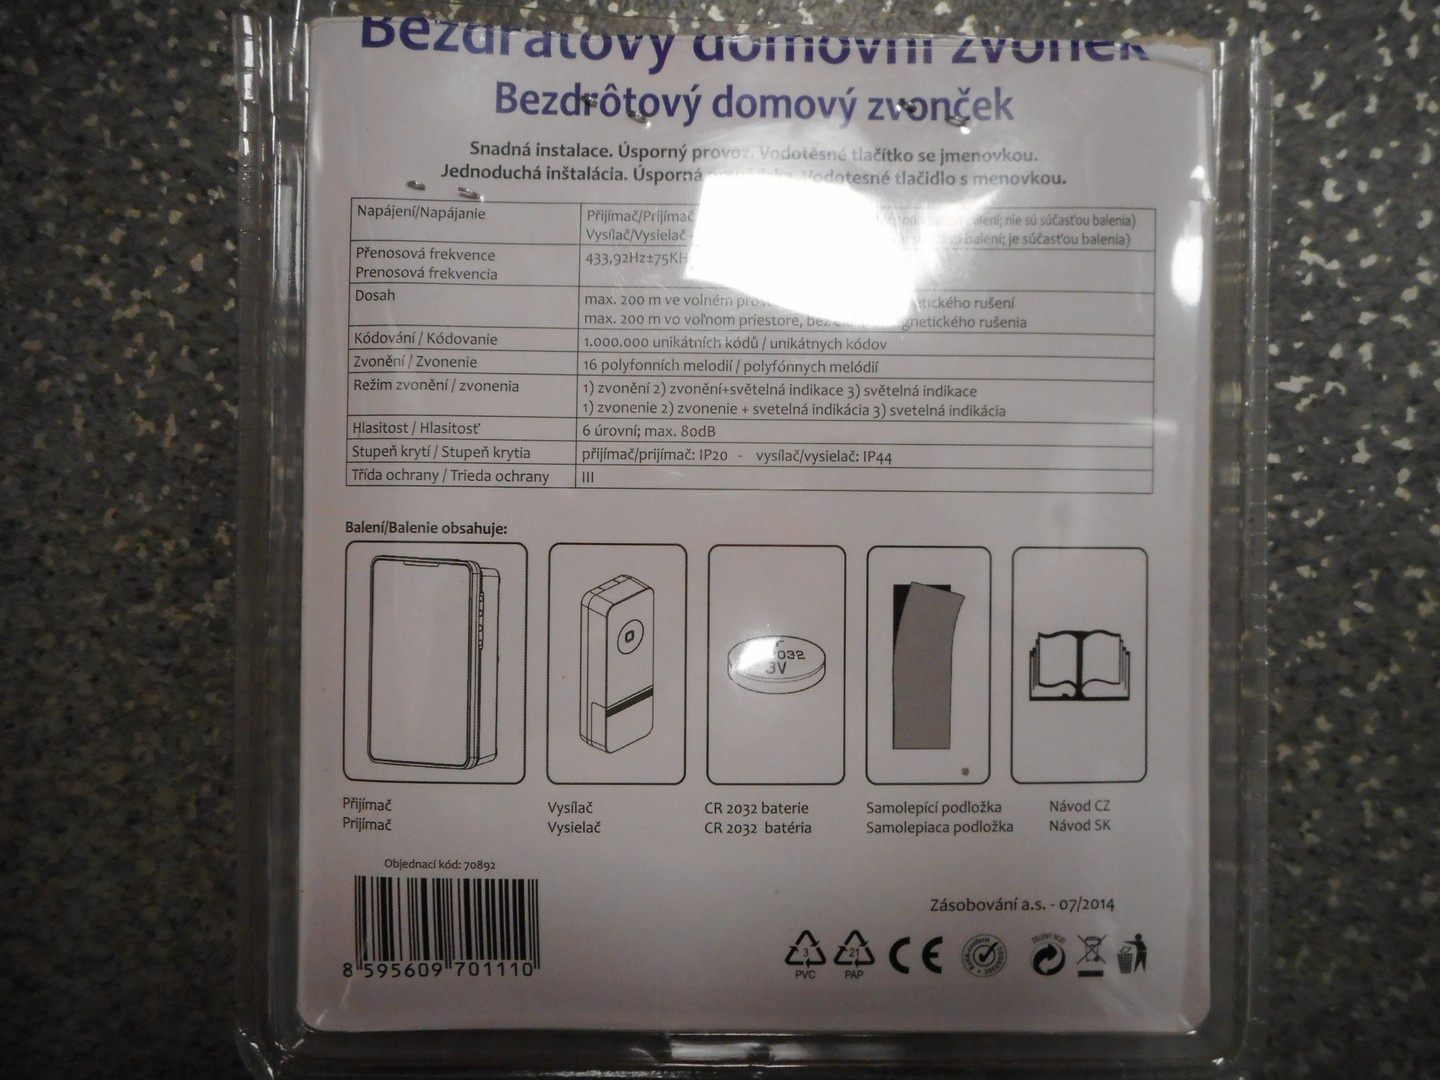 Bezdrátový domovní zvonek
Bezdrôtový domový zvonček
Snadná instalace. Úsporný provoz. Vodotěsné tlačítko se jmenovkou.
Jednoduchá inštalácia. Úsporná Vodotesné tlačidlo s menovkou.
Napájení/Napájanie
Přijímač/Prijímač balení; nie sú súčasťou balenia)
Vysílač/Vysielač balení; je súčasťou balenia)
Přenosová frekvence
Prenosová frekvencia
433,92Hz±75KH
Dosah
max. 200 m ve volném rušení
max. 200 m vo voľnom priestore, bez rušenia
Kódování / Kódovanie
1.000.000 unikátních kódů / unikátnych kódov
Zvonění / Zvonenie
16 polyfonních melodií / polyfónnych melódií
Režim zvonění / zvonenia
1) zvonění 2) zvonění+světelná indikace 3) světelná indikace
1) zvonenie 2) zvonenie + svetelná indikácia 3) svetelná indikácia
Hlasitost / Hlasitosť
6 úrovní; max. 80dB
Stupeň krytí / Stupeň krytia
přijímač/prijímač: IP20 - vysílač/vysielač: IP44
Třída ochrany / Trieda ochrany
III
Balení/Balenie obsahuje:
032
3V
Přijímač
Prijímač
Vysílač
Vysielač
CR 2032 baterie
CR 2032 batéria
Samolepící podložka
Samolepiaca podložka
Návod CZ
Návod SK
Objednací kód: 70892
8 595609 701110
Zásobování a.s. - 07/2014
3
PVC
21
PAP
CE